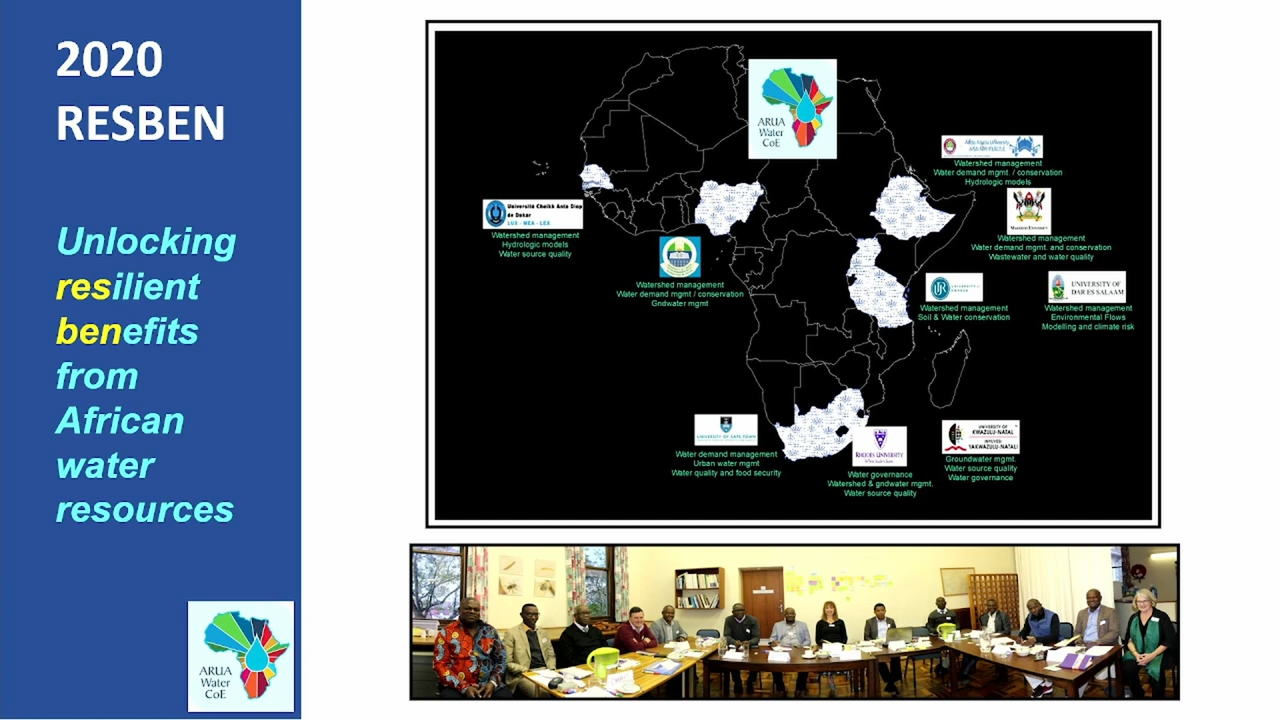 2020
RESBEN
Unlocking
resilient
benefits
from
African
water
resources
ARUA
Water
CoE
ARUA
Water
CoE
Université Cheikh Anta Diop
de Dakar
LUX - MEA - LEX
Watershed management
Hydrologic models
Water source quality
Watershed management
Water demand mgmt / conservation
Gndwater mgmt
Addis Ababa University
Watershed management
Water demand mgmt. / conservation
Hydrologic models
MAKERERE UNIVERSITY
Watershed management
Water demand mgmt. and conservation
Wastewater and water quality
UR
UNIVERSITY of
RWANDA
Watershed management
Soil & Water conservation
UNIVERSITY OF
DAR ES SALAAM
Watershed management
Environmental Flows
Modelling and climate risk
UNIVERSITY OF CAPE TOWN
Water demand management
Urban water mgmt
Water quality and food security
RHODES UNIVERSITY
Water governance
Watershed & gndwater mgmt.
Water source quality
UNIVERSITY OF
KWAZULU-NATAL
INYUVESI
YAKWAZULU-NATALI
Groundwater mgmt.
Water source quality
Water governance